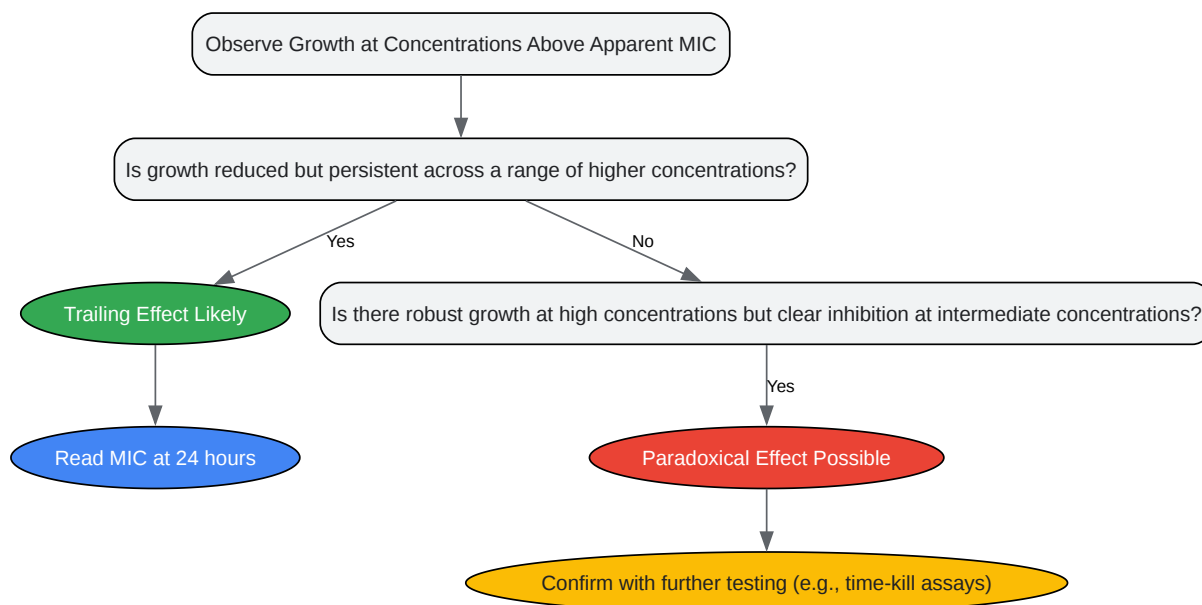 Observe Growth at Concentrations Above Apparent MIC
Is growth reduced but persistent across a range of higher concentrations?
Yes
No
Trailing Effect Likely
Is there robust growth at high concentrations but clear inhibition at intermediate concentrations?
Yes
Read MIC at 24 hours
Paradoxical Effect Possible
Confirm with further testing (e.g., time-kill assays)